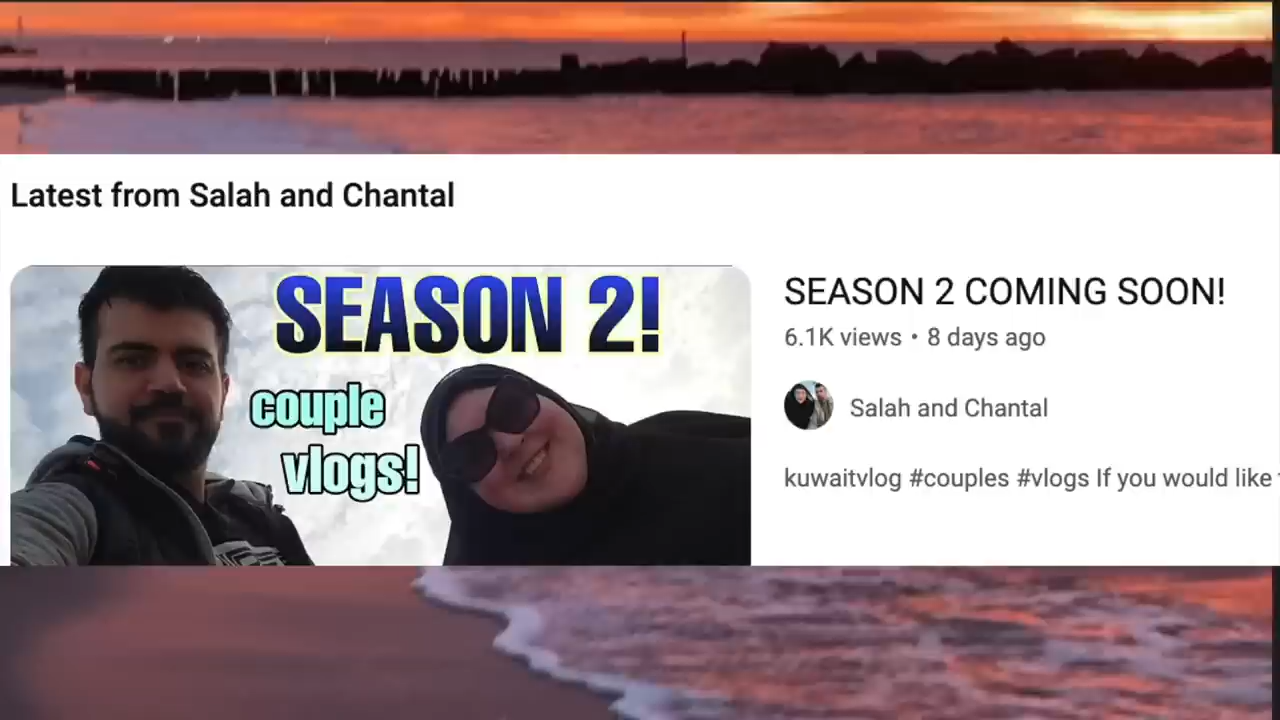 Latest from Salah and Chantal
SEASON 2!
couple
vlogs!
SEASON 2 COMING SOON!
6.1K views • 8 days ago
Salah and Chantal
kuwaitvlog #couples #vlogs If you would like